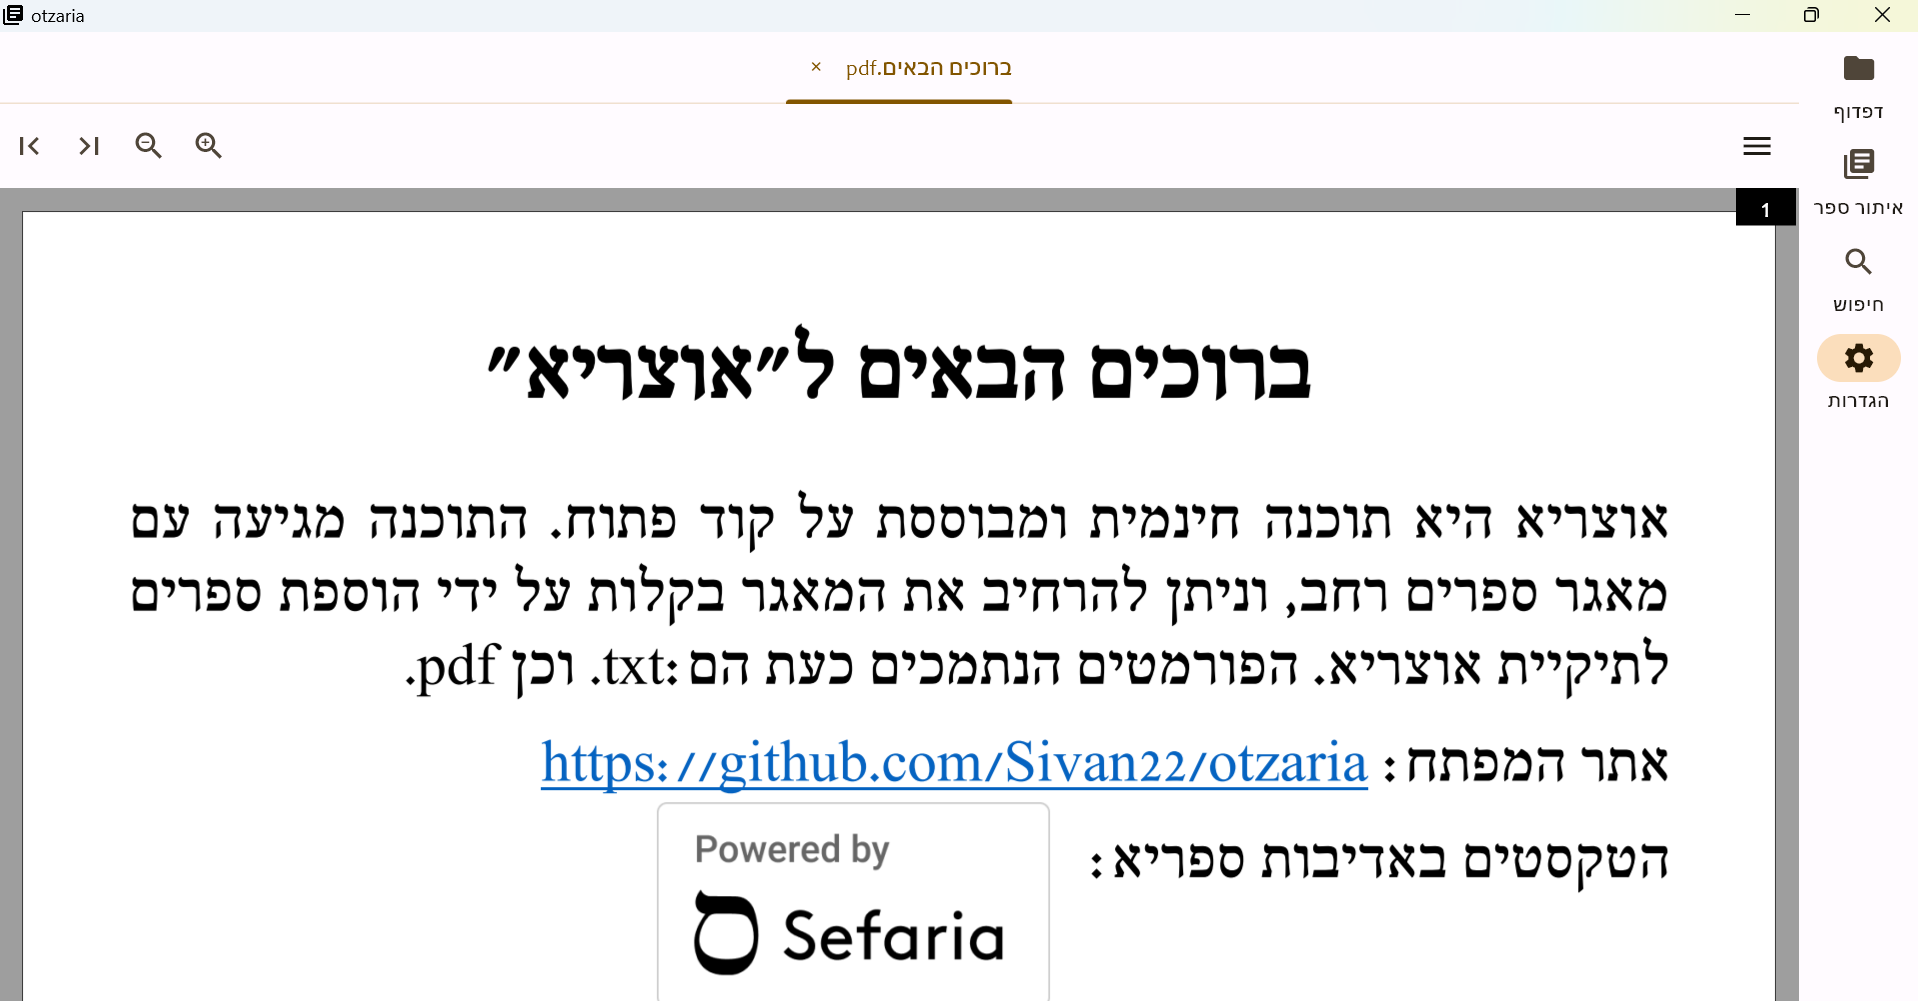 otzaria
ברוכים הבאים.pdf
דפדוף
איתור ספר
חיפוש
הגדרות
1
ברוכים הבאים ל"אוצריא"
אוצריא היא תוכנה חינמית ומבוססת על קוד פתוח. התוכנה מגיעה עם
מאגר ספרים רחב, וניתן להרחיב את המאגר בקלות על ידי הוספת ספרים
לתיקיית אוצריא. הפורמטים הנתמכים כעת הם :txt. וכן pdf.
אתר המפתח: https://github.com/Sivan22/otzaria
הטקסטים באדיבות ספריא:
Powered by
Sefaria